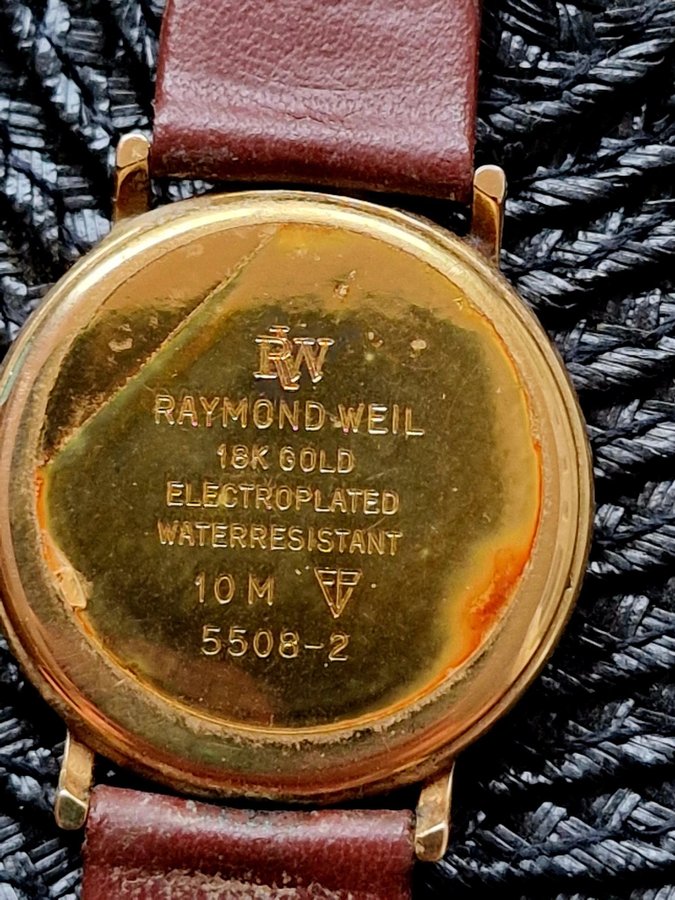 RW
RAYMOND WEIL
18K GOLD
ELECTROPLATED
WATERRESISTANT
10 M
5508-2